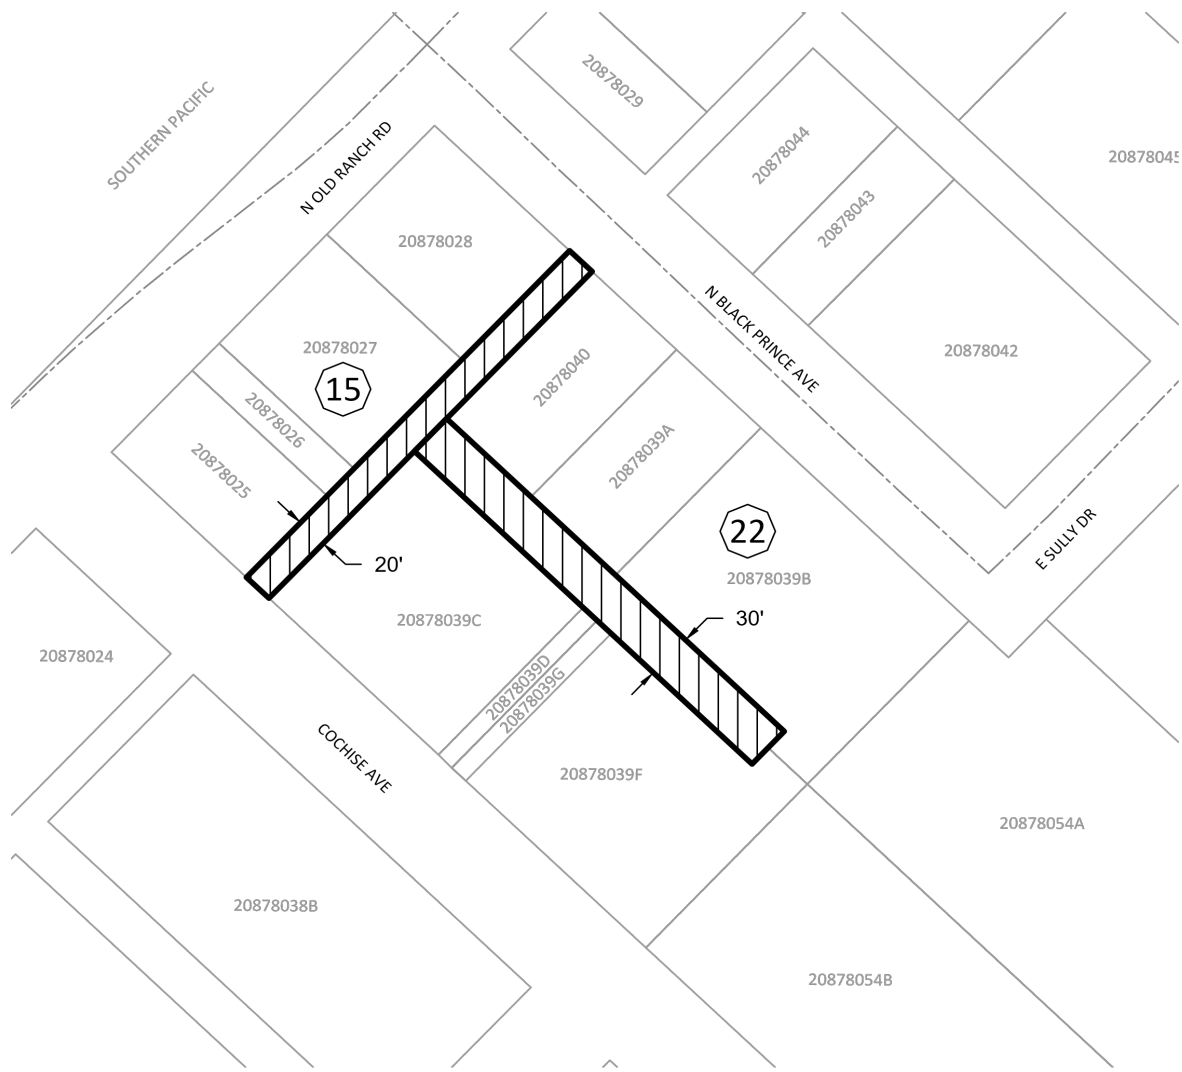 SOUTHERN PACIFIC
N OLD RANCH RD
20878029
20878044
20878045
20878043
20878028
N BLACK PRINCE AVE
20878027
15
20878040
20878042
20878026
20878025
20878039A
22
E SULLY DR
20'
20878039B
20878039C
30'
20878024
20878039D
20878039G
COCHISE AVE
20878039F
20878054A
20878038B
20878054B